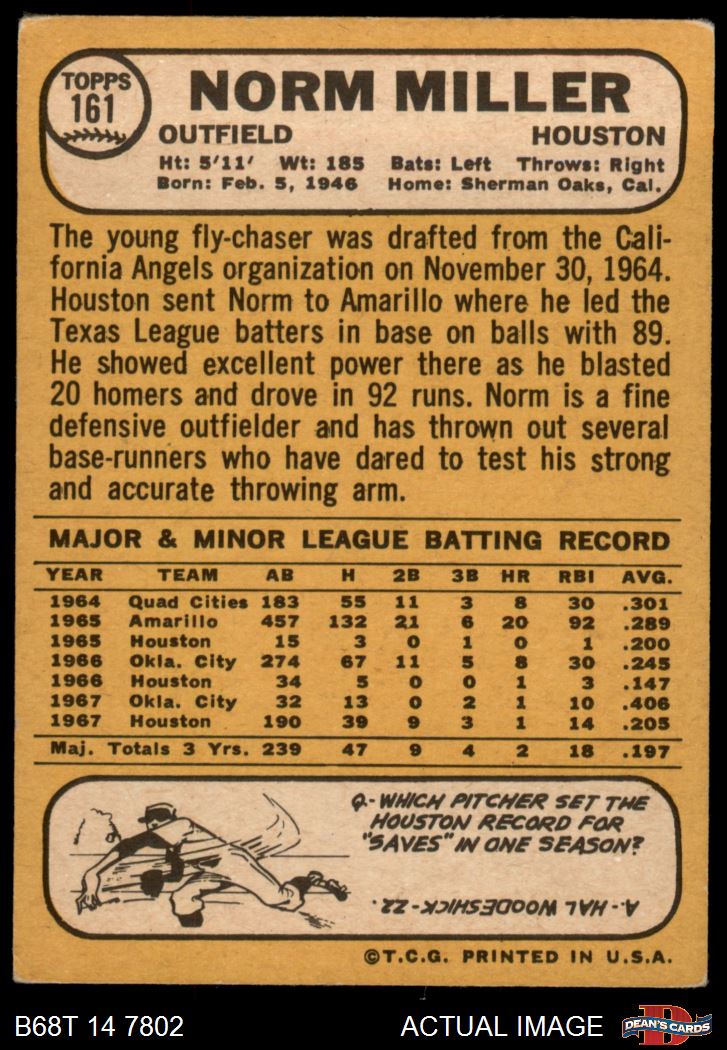 TOPPS
161
NORM MILLER
OUTFIELD HOUSTON
Ht: 5'11' Wt: 185 Bats: Left Throws: Right
Born: Feb. 5, 1946 Home: Sherman Oaks, Cal.
The young fly-chaser was drafted from the Cali-
fornia Angels organization on November 30, 1964.
Houston sent Norm to Amarillo where he led the
Texas League batters in base on balls with 89.
He showed excellent power there as he blasted
20 homers and drove in 92 runs. Norm is a fine
defensive outfielder and has thrown out several
base-runners who have dared to test his strong
and accurate throwing arm.
MAJOR & MINOR LEAGUE BATTING RECORD
YEAR TEAM AB H 2B 3B HR RBI AVG.
1964 Quad Cities 183 55 11 3 8 30 .301
1965 Amarillo 457 132 21 6 20 92 .289
1965 Houston 15 3 0 1 0 1 .200
1966 Okla. City 274 67 11 5 8 30 .245
1966 Houston 34 5 0 0 1 3 .147
1967 Okla. City 32 13 0 2 1 10 .406
1967 Houston 190 39 9 3 1 14 .205
Maj. Totals 3 Yrs. 239 47 9 4 2 18 .197
Q-WHICH PITCHER SET THE
HOUSTON RECORD FOR
"SAVES" IN ONE SEASON?
A-HAL WOODESHICK-22.
©T.C.G. PRINTED IN U.S.A.
B68T 14 7802 ACTUAL IMAGE
D
DEAN'S CARDS